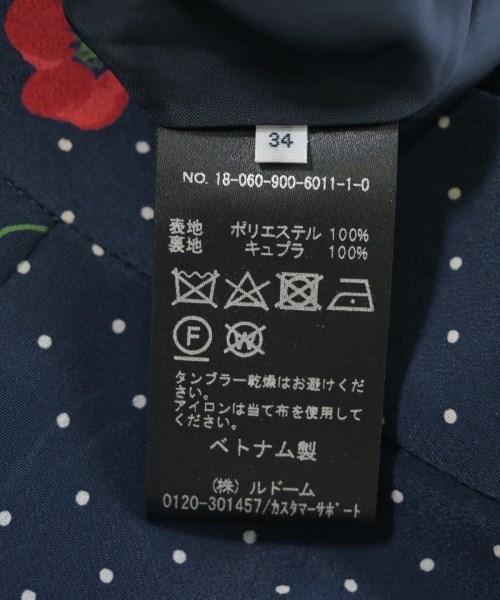 34
NO. 18-060-900-6011-1-0
表地 ポリエステル 100%
裏地 キュプラ 100%
F
W
タンブラー乾燥はお避けくだ
さい。
アイロンは当て布を使用して
ください。
ベトナム製
(株) ルドーム
0120-301457/カスタマーサポート